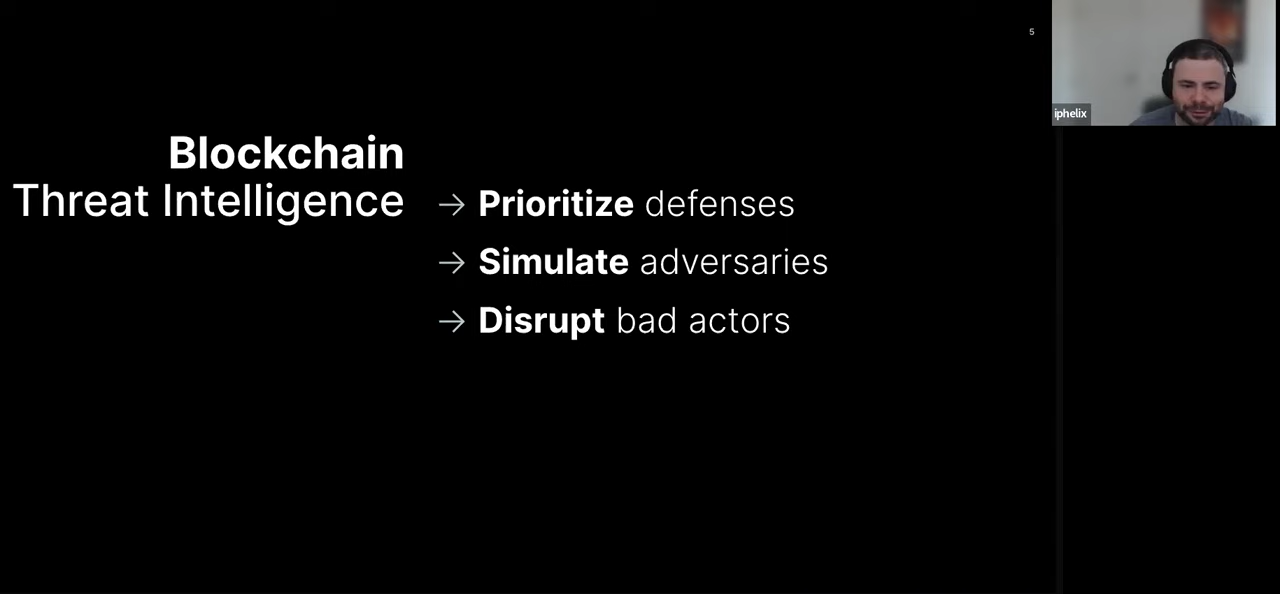 5
iphelix
Blockchain
Threat Intelligence
→ Prioritize defenses
→ Simulate adversaries
→ Disrupt bad actors